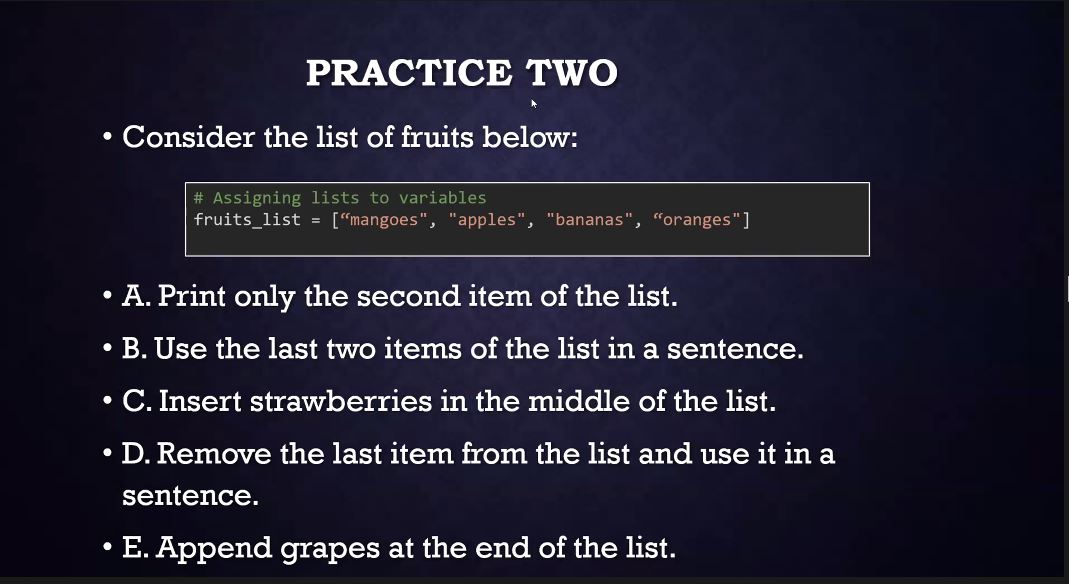 PRACTICE TWO
• Consider the list of fruits below:
# Assigning lists to variables
fruits_list = [“mangoes", "apples", "bananas", “oranges"]
• A. Print only the second item of the list.
• B. Use the last two items of the list in a sentence.
• C. Insert strawberries in the middle of the list.
• D. Remove the last item from the list and use it in a
sentence.
• E. Append grapes at the end of the list.